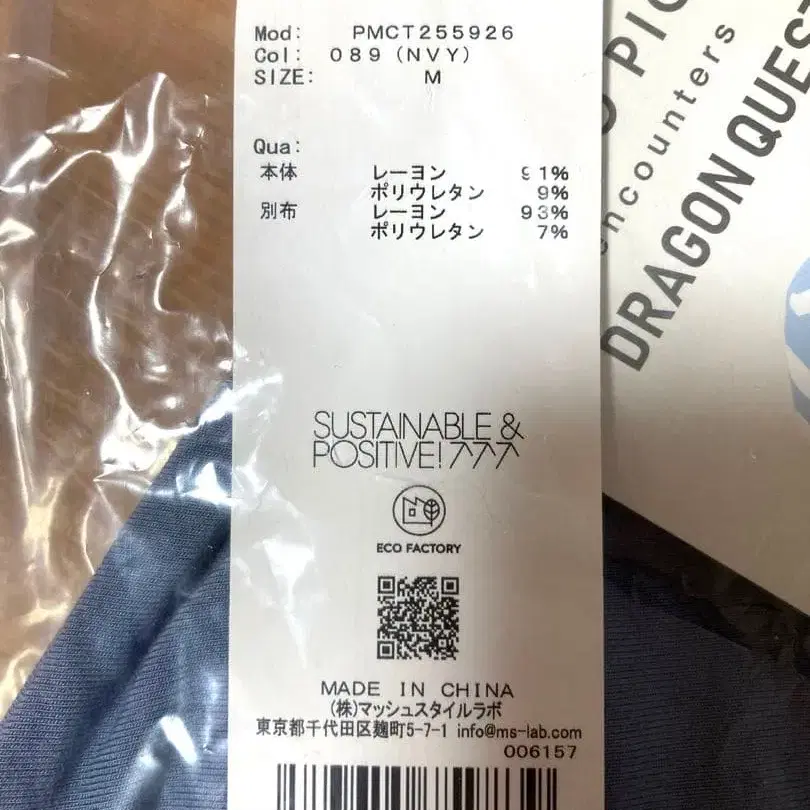 Mod: PMCT255926
Col: 089 (NVY)
SIZE: M
Qua:
本体 レーヨン 91%
ポリウレタン 9%
別布 レーヨン 93%
ポリウレタン 7%
SUSTAINABLE &
POSITIVE!
ECO FACTORY
MADE IN CHINA
(株)マッシュスタイルラボ
東京都千代田区麹町5-7-1 info@ms-lab.com
006157
encounters
DRAGON QUEST